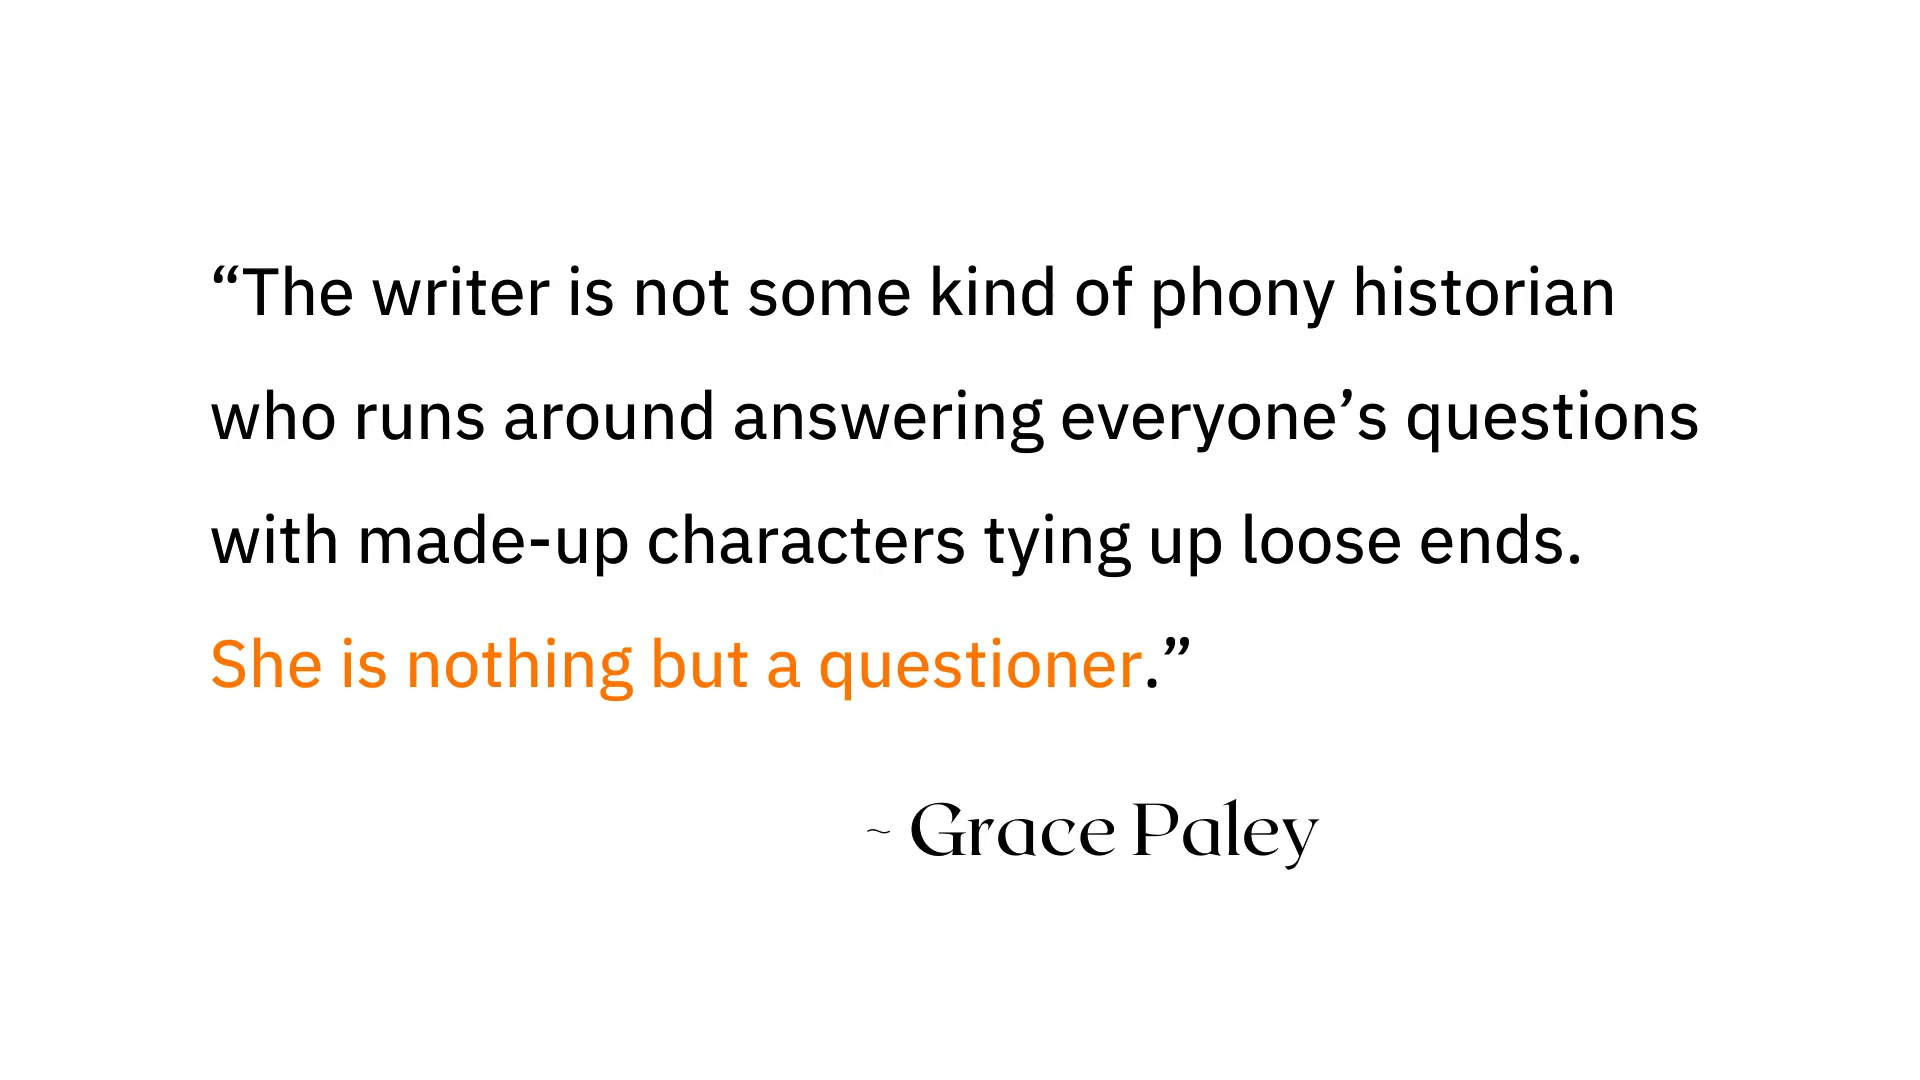 “The writer is not some kind of phony historian
who runs around answering everyone’s questions
with made-up characters tying up loose ends.
She is nothing but a questioner.”
~ Grace Paley